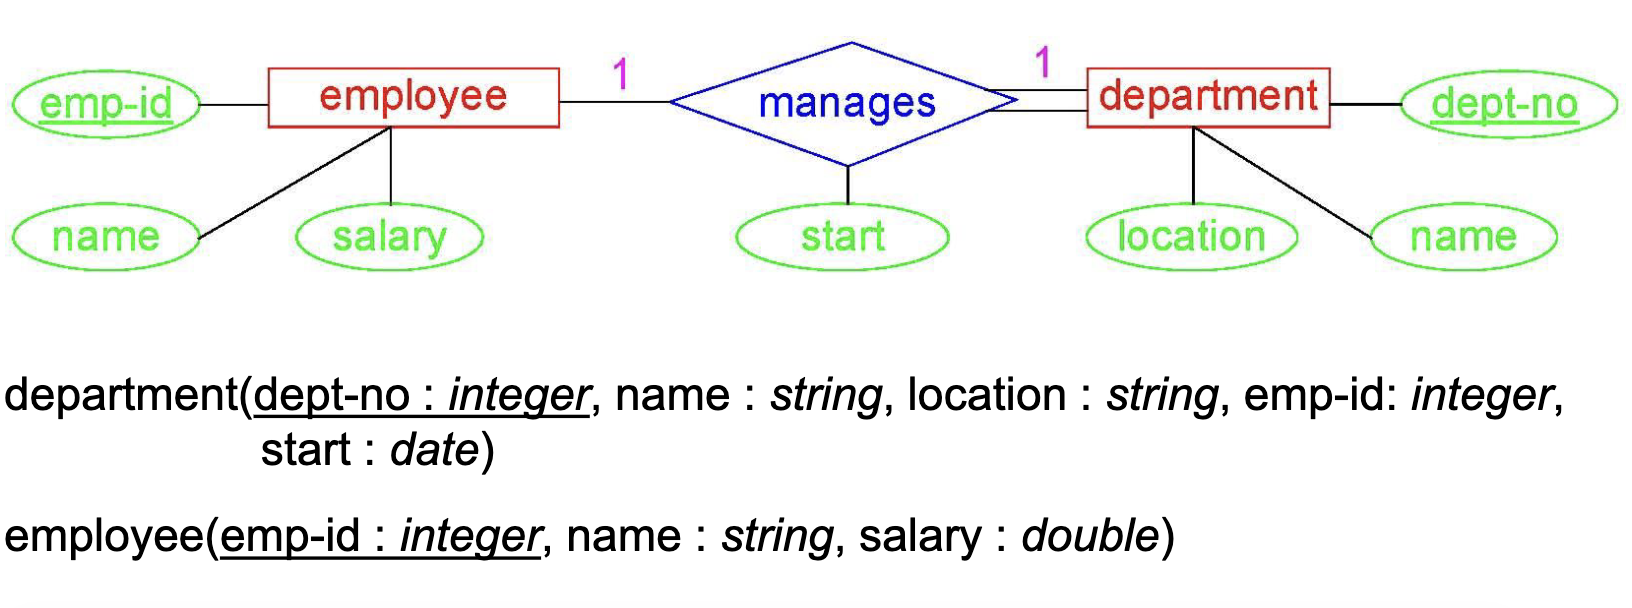 1 1
emp-id employee manages department dept-no
name salary start location name
department(dept-no : integer, name : string, location : string, emp-id: integer,
start : date)
employee(emp-id : integer, name : string, salary : double)